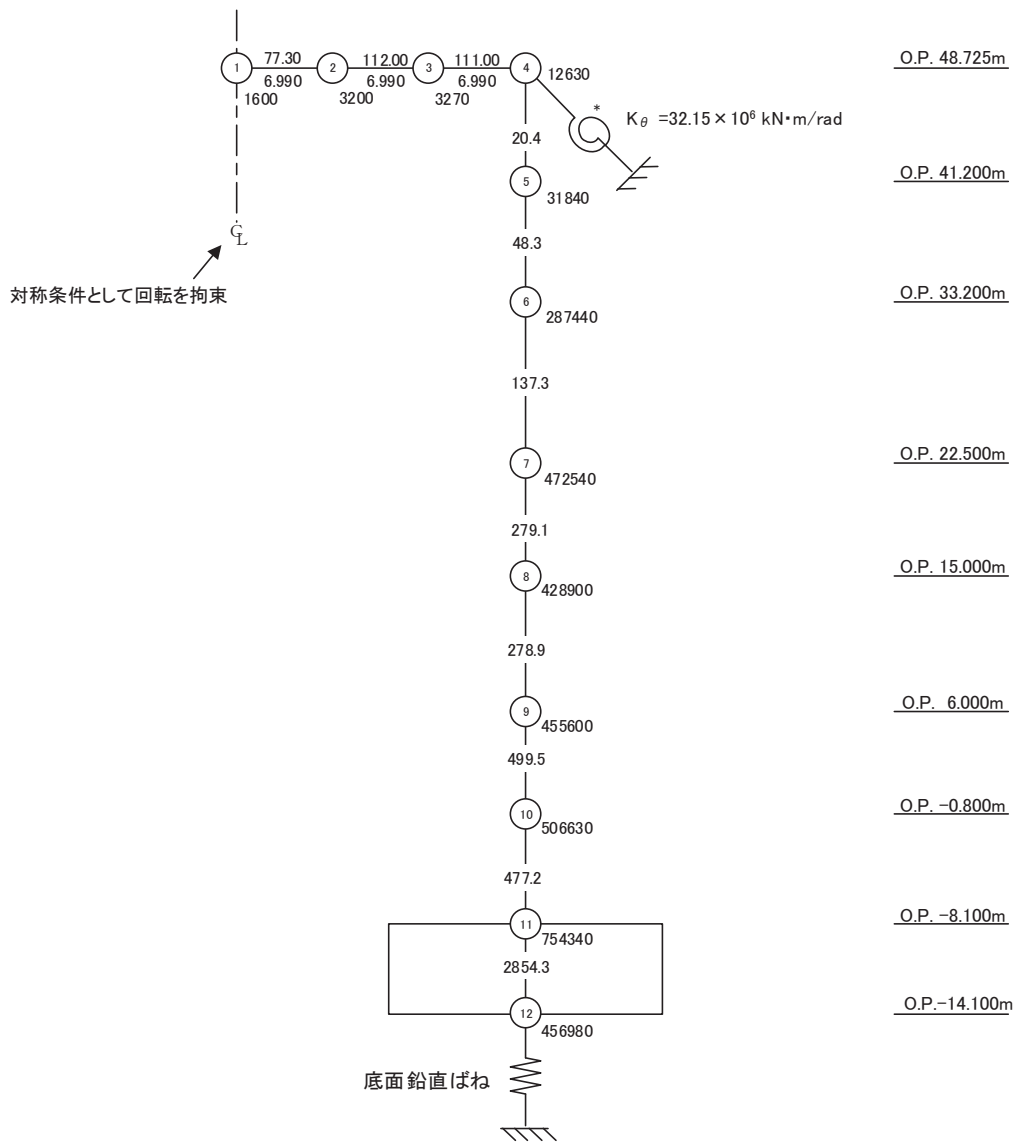 77.30 112.00 111.00
1 2 3 4 12630
6.990 6.990 6.990
1600 3200 3270
O.P. 48.725m
*
Kθ =32.15×10⁶ kN・m/rad
20.4
5
31840
O.P. 41.200m
C
L
48.3
対称条件として回転を拘束
6
287440
O.P. 33.200m
137.3
7
472540
O.P. 22.500m
279.1
8
428900
O.P. 15.000m
278.9
9
455600
O.P. 6.000m
499.5
10
506630
O.P. -0.800m
477.2
11
754340
O.P. -8.100m
2854.3
12
456980
O.P.-14.100m
底面鉛直ばね